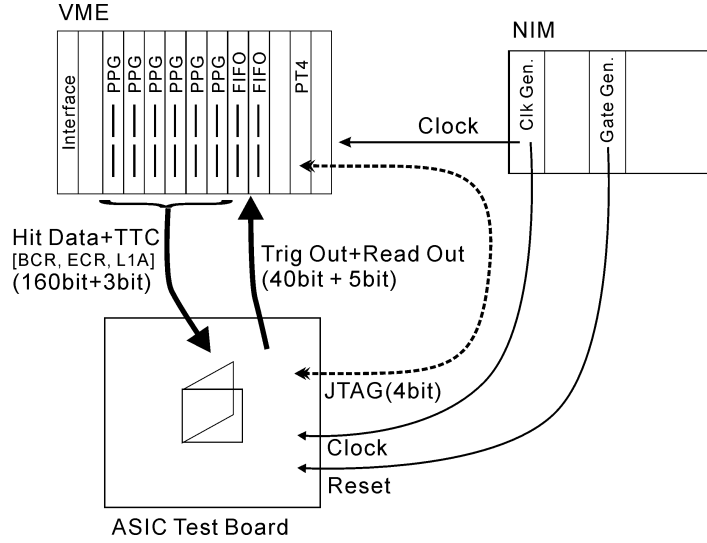 VME
NIM
Interface
PPG
PPG
PPG
PPG
PPG
PPG
FIFO
FIFO
PT4
Clk Gen.
Gate Gen.
Clock
Hit Data+TTC
[BCR, ECR, L1A]
(160bit+3bit)
Trig Out+Read Out
(40bit + 5bit)
JTAG(4bit)
Clock
Reset
ASIC Test Board